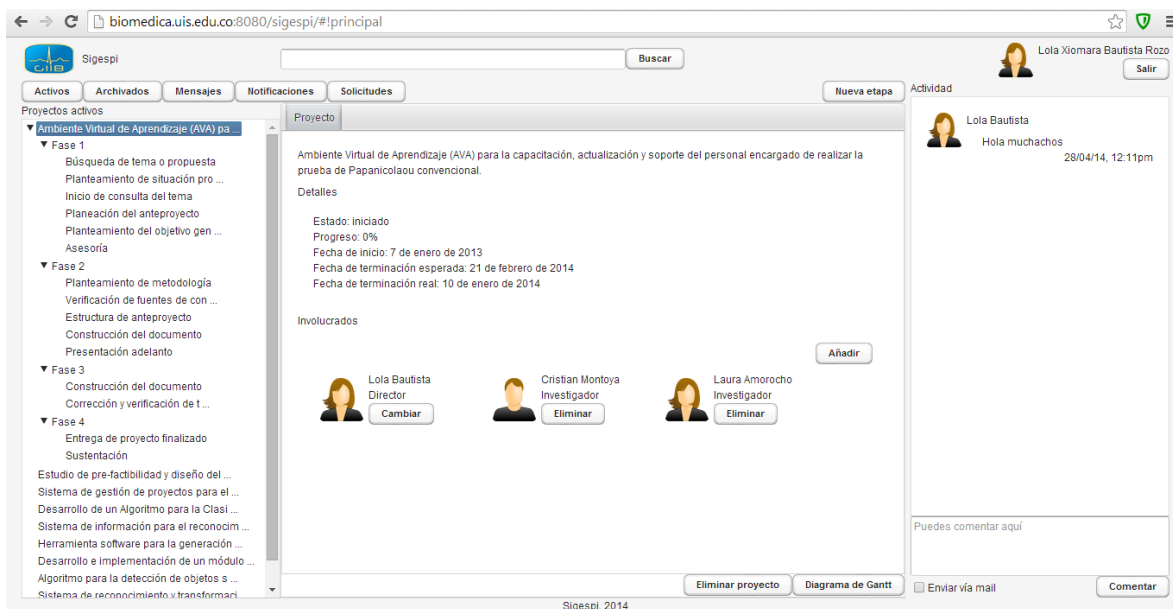 biomedica.uis.edu.co:8080/sigespi/#!principal
GIIB
Sigespi
Buscar
Lola Xiomara Bautista Rozo
Salir
Activos
Archivados
Mensajes
Notificaciones
Solicitudes
Nueva etapa
Proyectos activos
Ambiente Virtual de Aprendizaje (AVA) pa ...
Fase 1
Búsqueda de tema o propuesta
Planteamiento de situación pro ...
Inicio de consulta del tema
Planeación del anteproyecto
Planteamiento del objetivo gen ...
Asesoría
Fase 2
Planteamiento de metodología
Verificación de fuentes de con ...
Estructura de anteproyecto
Construcción del documento
Presentación adelanto
Fase 3
Construcción del documento
Corrección y verificación de t ...
Fase 4
Entrega de proyecto finalizado
Sustentación
Estudio de pre-factibilidad y diseño del ...
Sistema de gestión de proyectos para el ...
Desarrollo de un Algoritmo para la Clasi ...
Sistema de información para el reconocim ...
Herramienta software para la generación ...
Desarrollo e implementación de un módulo ...
Algoritmo para la detección de objetos s ...
Sistema de reconocimiento y transformaci ...
Proyecto
Ambiente Virtual de Aprendizaje (AVA) para la capacitación, actualización y soporte del personal encargado de realizar la
prueba de Papanicolaou convencional.
Detalles
Estado: iniciado
Progreso: 0%
Fecha de inicio: 7 de enero de 2013
Fecha de terminación esperada: 21 de febrero de 2014
Fecha de terminación real: 10 de enero de 2014
Involucrados
Añadir
Lola Bautista
Director
Cambiar
Cristian Montoya
Investigador
Eliminar
Laura Amorocho
Investigador
Eliminar
Eliminar proyecto
Diagrama de Gantt
Actividad
Lola Bautista
Hola muchachos
28/04/14, 12:11pm
Puedes comentar aquí
Enviar vía mail
Comentar
Sigespi, 2014